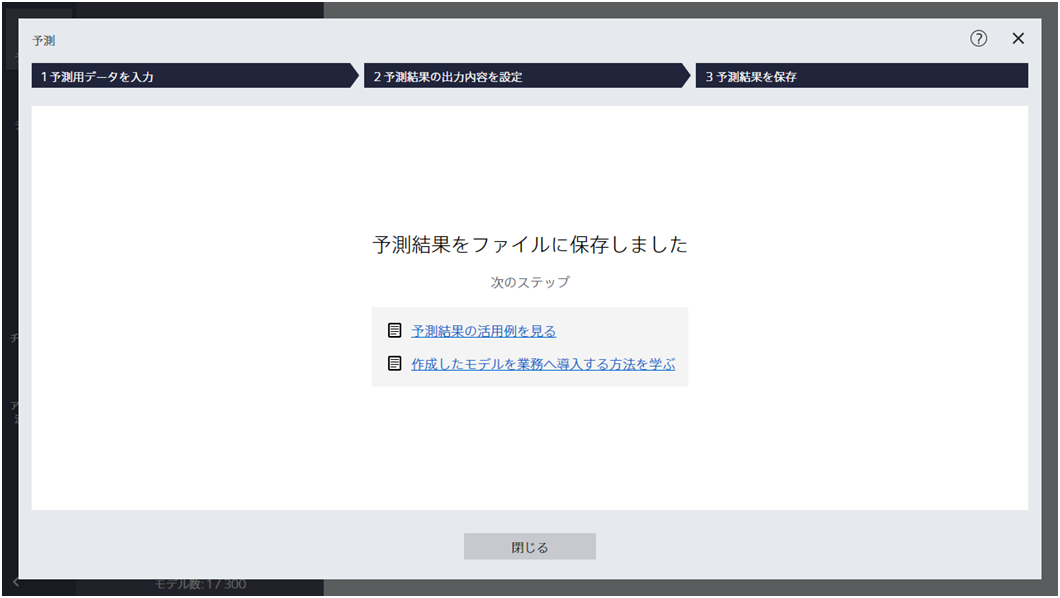 予測
?
1 予測用データを入力
2 予測結果の出力内容を設定
3 予測結果を保存
予測結果をファイルに保存しました
次のステップ
予測結果の活用例を見る
作成したモデルを業務へ導入する方法を学ぶ
閉じる
モデル数: 1 / 300